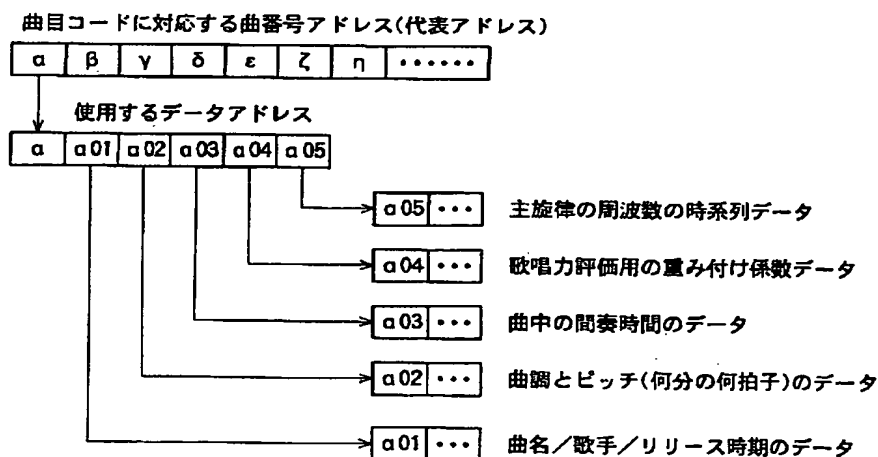 曲目コードに対応する曲番号アドレス(代表アドレス)
α β γ δ ε ζ η ······
使用するデータアドレス
α α01 α02 α03 α04 α05
α05 ··· 主旋律の周波数の時系列データ
α04 ··· 歌唱力評価用の重み付け係数データ
α03 ··· 曲中の間奏時間のデータ
α02 ··· 曲調とピッチ(何分の何拍子)のデータ
α01 ··· 曲名/歌手/リリース時期のデータ